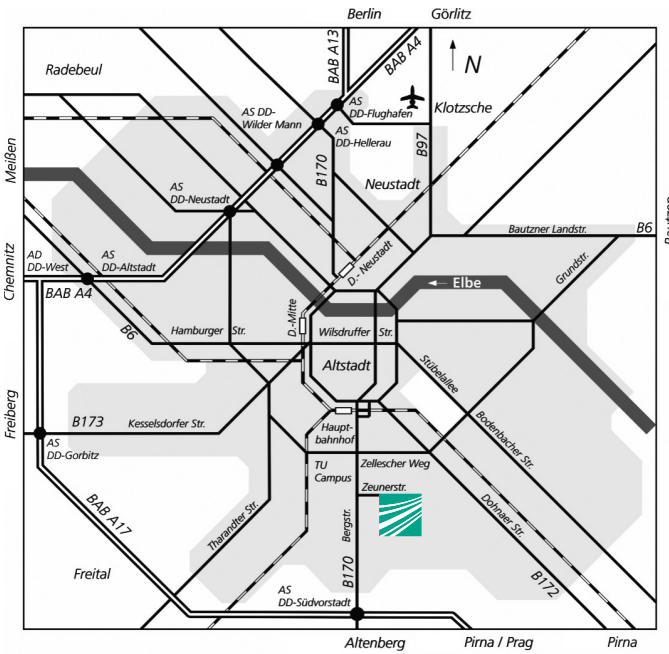 Berlin
Görlitz
BAB A13
BAB A4
N
Radebeul
AS
DD-Flughafen
AS DD-
Wilder Mann
Klotzsche
AS
DD-Hellerau
B97
Meißen
B170
Neustadt
AS
DD-Neustadt
Bautzner Landstr.
B6
Bautzen
D.- Neustadt
Grundstr.
Chemnitz
AD
DD-West
AS
DD-Altstadt
BAB A4
Elbe
B6
D.-Mitte
Hamburger Str.
Wilsdruffer Str.
Altstadt
Stübelallee
Freiberg
B173
Kesselsdorfer Str.
Haupt-
bahnhof
Bodenbacher Str.
AS
DD-Gorbitz
TU
Campus
Zellescher Weg
Zeunerstr.
BAB A17
Tharandter Str.
Bergstr.
Dohnaer Str.
Freital
B170
B172
AS
DD-Südvorstadt
Altenberg
Pirna / Prag
Pirna